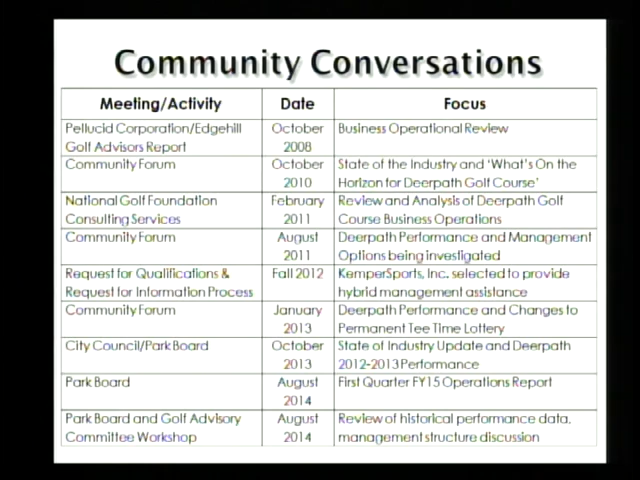 Community Conversations
Meeting/Activity Date Focus
Pellucid Corporation/Edgehill October Business Operational Review
Golf Advisors Report 2008
Community Forum October State of the Industry and 'What's On the
2010 Horizon for Deerpath Golf Course'
National Golf Foundation February Review and Analysis of Deerpath Golf
Consulting Services 2011 Course Business Operations
Community Forum August Deerpath Performance and Management
2011 Options being investigated
Request for Qualifications & Fall 2012 KemperSports, Inc. selected to provide
Request for Information Process hybrid management assistance
Community Forum January Deerpath Performance and Changes to
2013 Permanent Tee Time Lottery
City Council/Park Board October State of Industry Update and Deerpath
2013 2012-2013 Performance
Park Board August First Quarter FY15 Operations Report
2014
Park Board and Golf Advisory August Review of historical performance data,
Committee Workshop 2014 management structure discussion